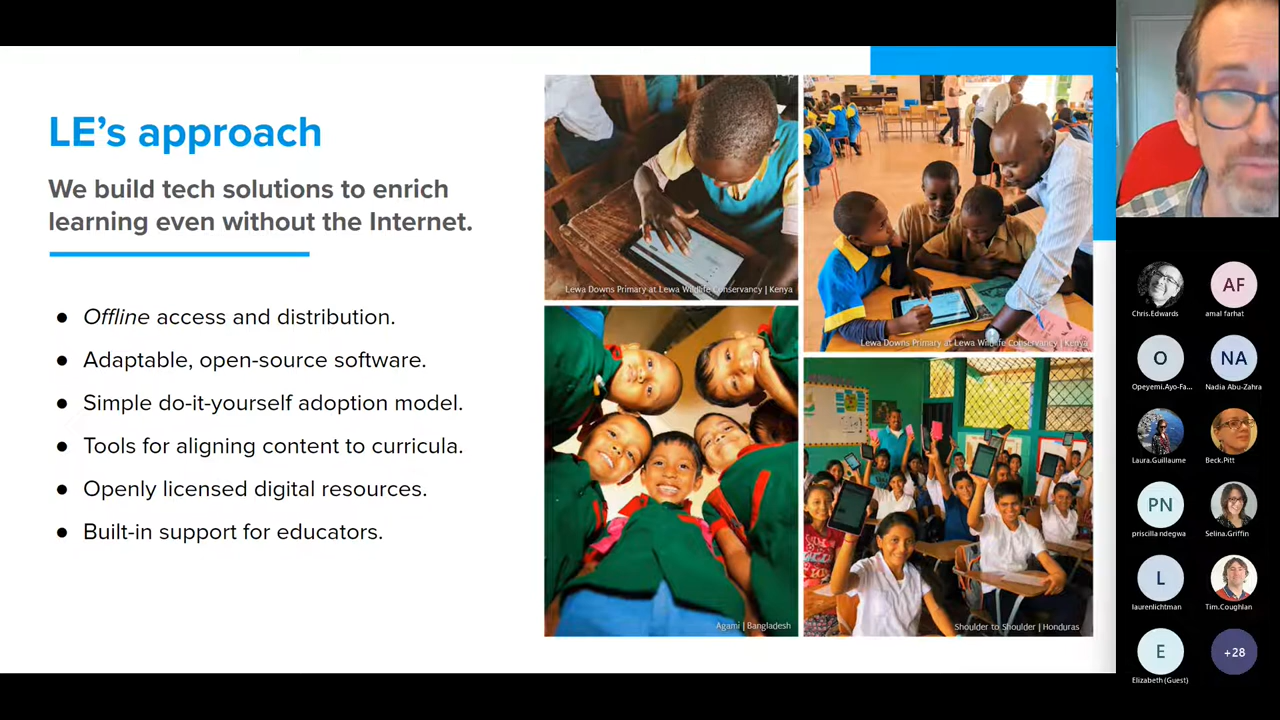 LE’s approach
We build tech solutions to enrich
learning even without the Internet.
● Offline access and distribution.
● Adaptable, open-source software.
● Simple do-it-yourself adoption model.
● Tools for aligning content to curricula.
● Openly licensed digital resources.
● Built-in support for educators.
Lewa Downs Primary at Lewa Wildlife Conservancy | Kenya
Lewa Downs Primary at Lewa Wildlife Conservancy | Kenya
Agami | Bangladesh
Shoulder to Shoulder | Honduras
AF
Chris.Edwards
amal farhat
O
NA
Opeyemi.Ayo-Fa...
Nadia Abu-Zahra
Laura.Guillaume
Beck.Pitt
PN
priscilla ndegwa
Selina.Griffin
L
laurenlichtman
Tim.Coughlan
E
+28
Elizabeth (Guest)